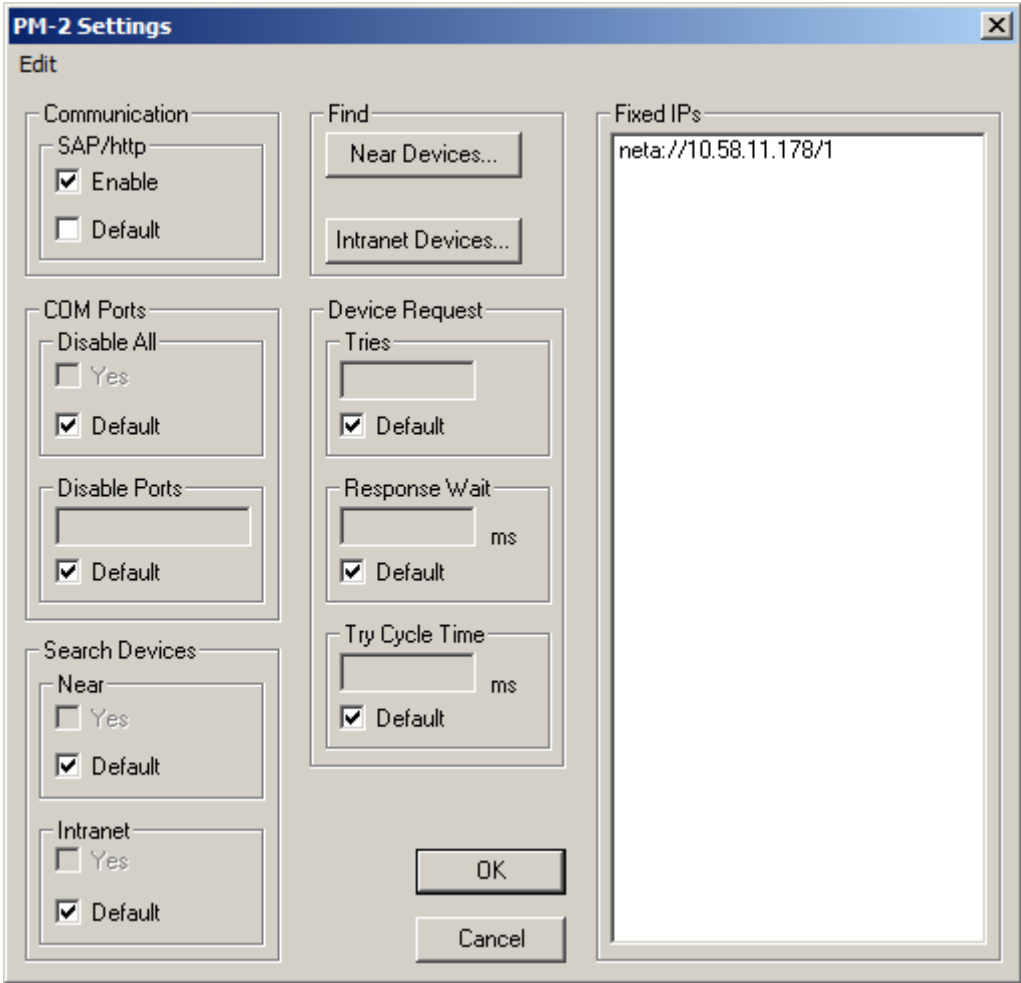 PM-2 Settings
Edit
Communication
SAP/http
Enable
Default
COM Ports
Disable All
Yes
Default
Disable Ports
Default
Search Devices
Near
Yes
Default
Intranet
Yes
Default
Find
Near Devices...
Intranet Devices...
Device Request
Tries
Default
Response Wait
ms
Default
Try Cycle Time
ms
Default
OK
Cancel
Fixed IPs
neta://10.58.11.178/1